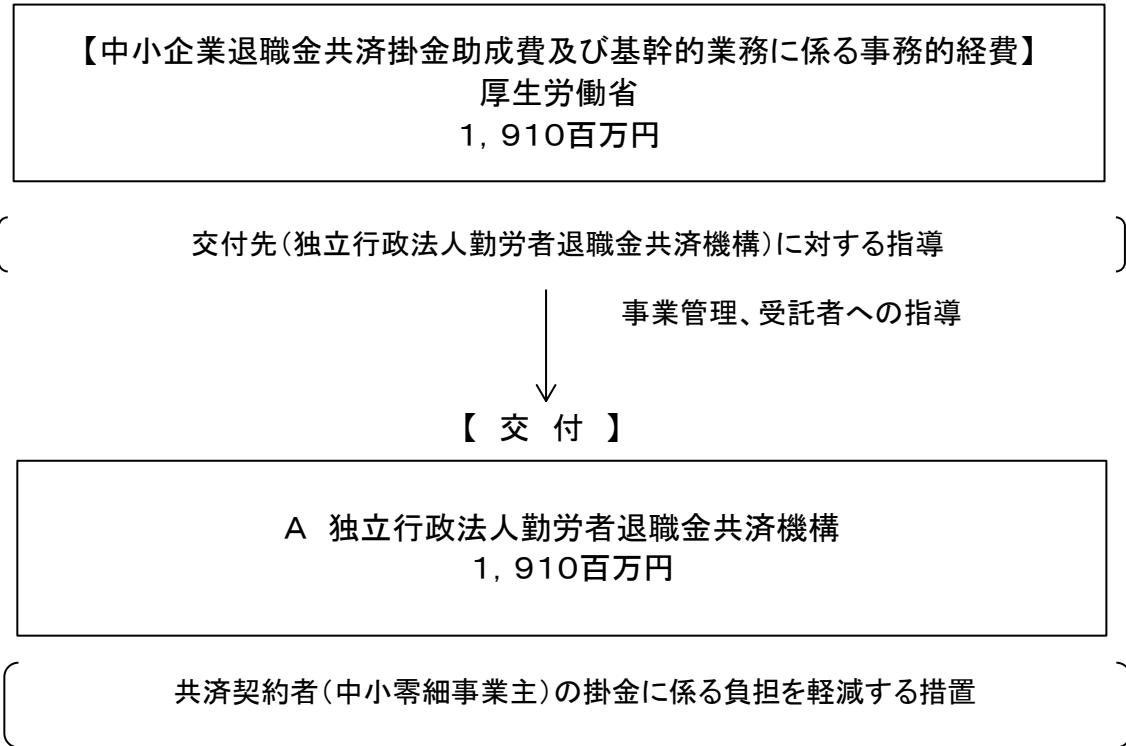 【中小企業退職金共済掛金助成費及び基幹的業務に係る事務的経費】
厚生労働省
１，９１０百万円
交付先（独立行政法人勤労者退職金共済機構）に対する指導
事業管理、受託者への指導
【　交　付　】
Ａ　独立行政法人勤労者退職金共済機構
１，９１０百万円
共済契約者（中小零細事業主）の掛金に係る負担を軽減する措置